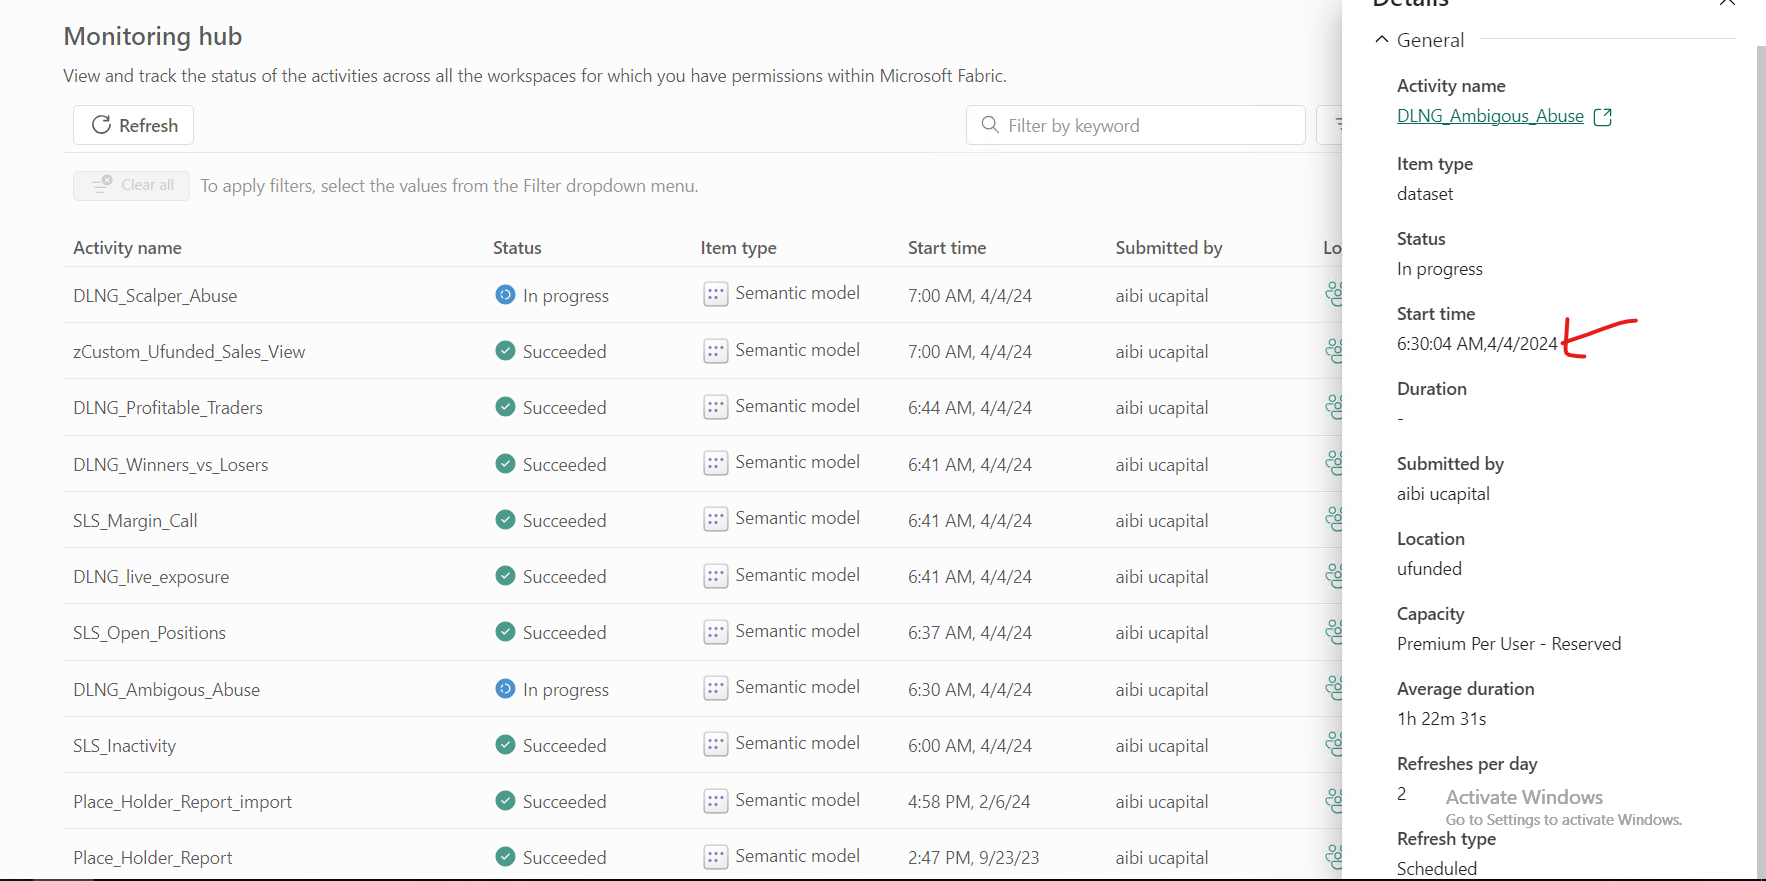 Monitoring hub
View and track the status of the activities across all the workspaces for which you have permissions within Microsoft Fabric.
Refresh
Filter by keyword
Clear all To apply filters, select the values from the Filter dropdown menu.
Activity name Status Item type Start time Submitted by Lo
DLNG_Scalper_Abuse In progress Semantic model 7:00 AM, 4/4/24 aibi ucapital
zCustom_Ufunded_Sales_View Succeeded Semantic model 7:00 AM, 4/4/24 aibi ucapital
DLNG_Profitable_Traders Succeeded Semantic model 6:44 AM, 4/4/24 aibi ucapital
DLNG_Winners_vs_Losers Succeeded Semantic model 6:41 AM, 4/4/24 aibi ucapital
SLS_Margin_Call Succeeded Semantic model 6:41 AM, 4/4/24 aibi ucapital
DLNG_live_exposure Succeeded Semantic model 6:41 AM, 4/4/24 aibi ucapital
SLS_Open_Positions Succeeded Semantic model 6:37 AM, 4/4/24 aibi ucapital
DLNG_Ambigous_Abuse In progress Semantic model 6:30 AM, 4/4/24 aibi ucapital
SLS_Inactivity Succeeded Semantic model 6:00 AM, 4/4/24 aibi ucapital
Place_Holder_Report_import Succeeded Semantic model 4:58 PM, 2/6/24 aibi ucapital
Place_Holder_Report Succeeded Semantic model 2:47 PM, 9/23/23 aibi ucapital
Details
General
Activity name
DLNG_Ambigous_Abuse
Item type
dataset
Status
In progress
Start time
6:30:04 AM,4/4/2024
Duration
-
Submitted by
aibi ucapital
Location
ufunded
Capacity
Premium Per User - Reserved
Average duration
1h 22m 31s
Refreshes per day
2
Activate Windows
Go to Settings to activate Windows.
Refresh type
Scheduled